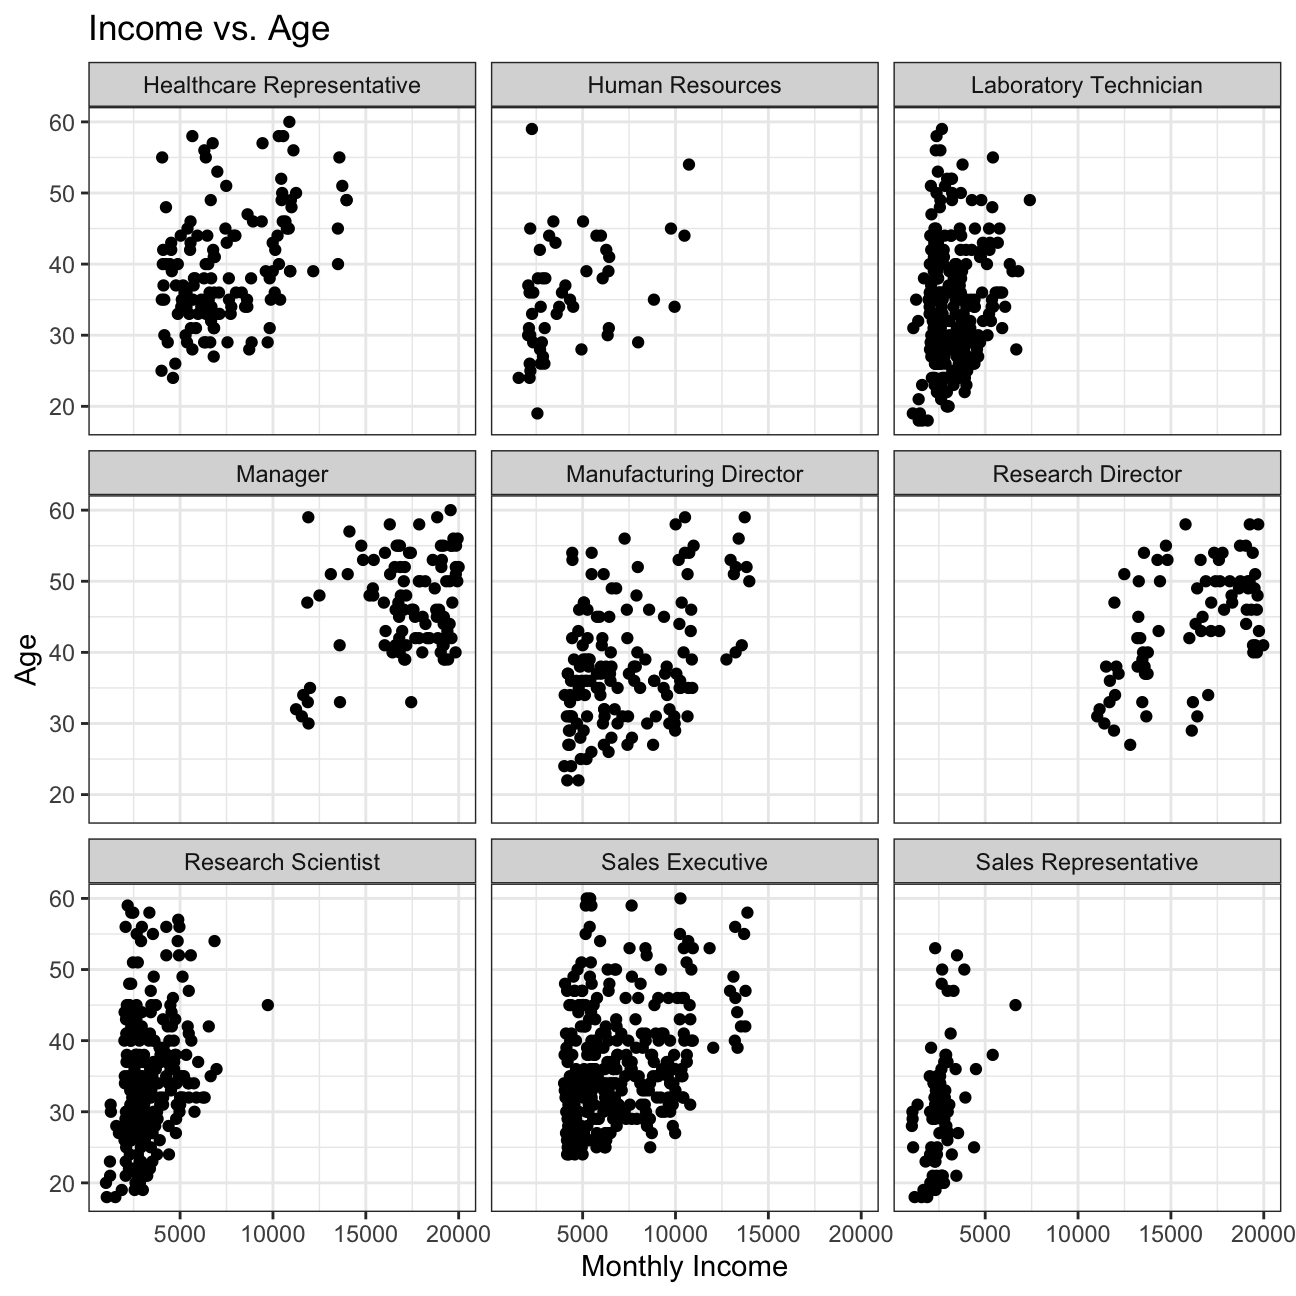 Income vs. Age
Healthcare Representative Human Resources Laboratory Technician
60
50
40
30
20
Manager Manufacturing Director Research Director
60
50
40
30
20
Age
Research Scientist Sales Executive Sales Representative
60
50
40
30
20
5000 10000 15000 20000 5000 10000 15000 20000 5000 10000 15000 20000
Monthly Income